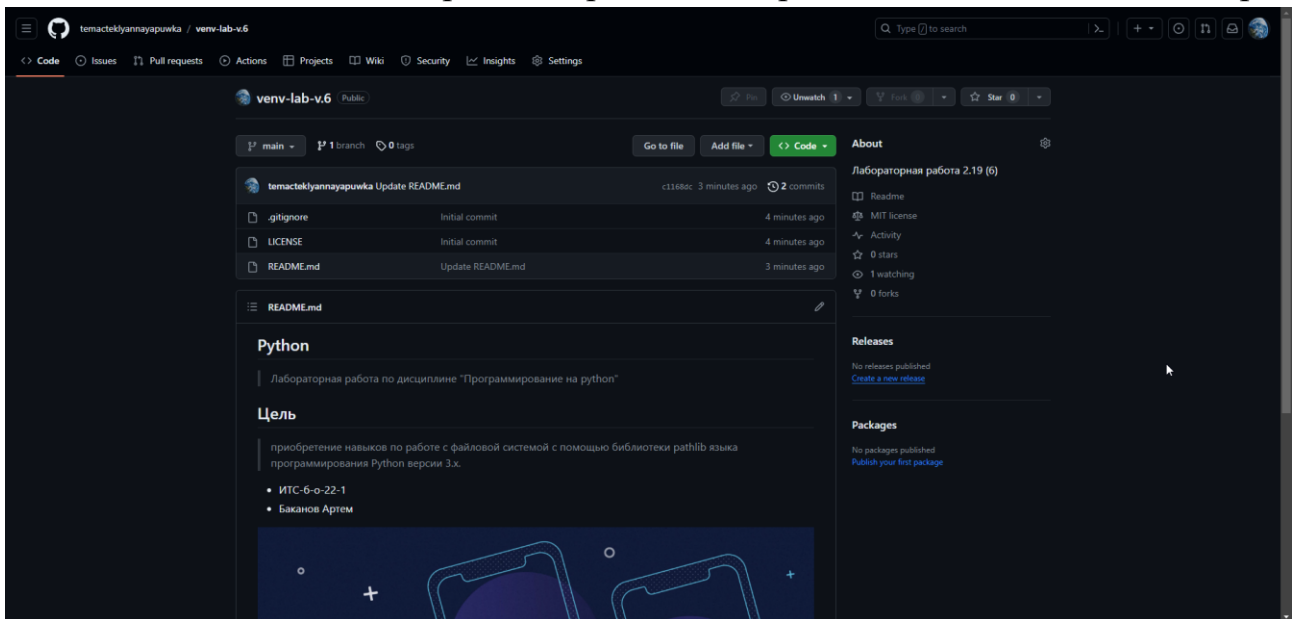 temacteklyannayapuwka / venv-lab-v.6
Type / to search
Code Issues Pull requests Actions Projects Wiki Security Insights Settings
venv-lab-v.6 Public
Pin Unwatch 1 Fork 0 Star 0
main 1 branch 0 tags Go to file Add file Code
temacteklyannayapuwka Update README.md c1168dc 3 minutes ago 2 commits
.gitignore Initial commit 4 minutes ago
LICENSE Initial commit 4 minutes ago
README.md Update README.md 3 minutes ago
README.md
Python
Лабораторная работа по дисциплине "Программирование на python"
Цель
приобретение навыков по работе с файловой системой с помощью библиотеки pathlib языка
программирования Python версии 3.x.
ИТС-б-о-22-1
Баканов Артем
About
Лабораторная работа 2.19 (6)
Readme
MIT license
Activity
0 stars
1 watching
0 forks
Releases
No releases published
Create a new release
Packages
No packages published
Publish your first package